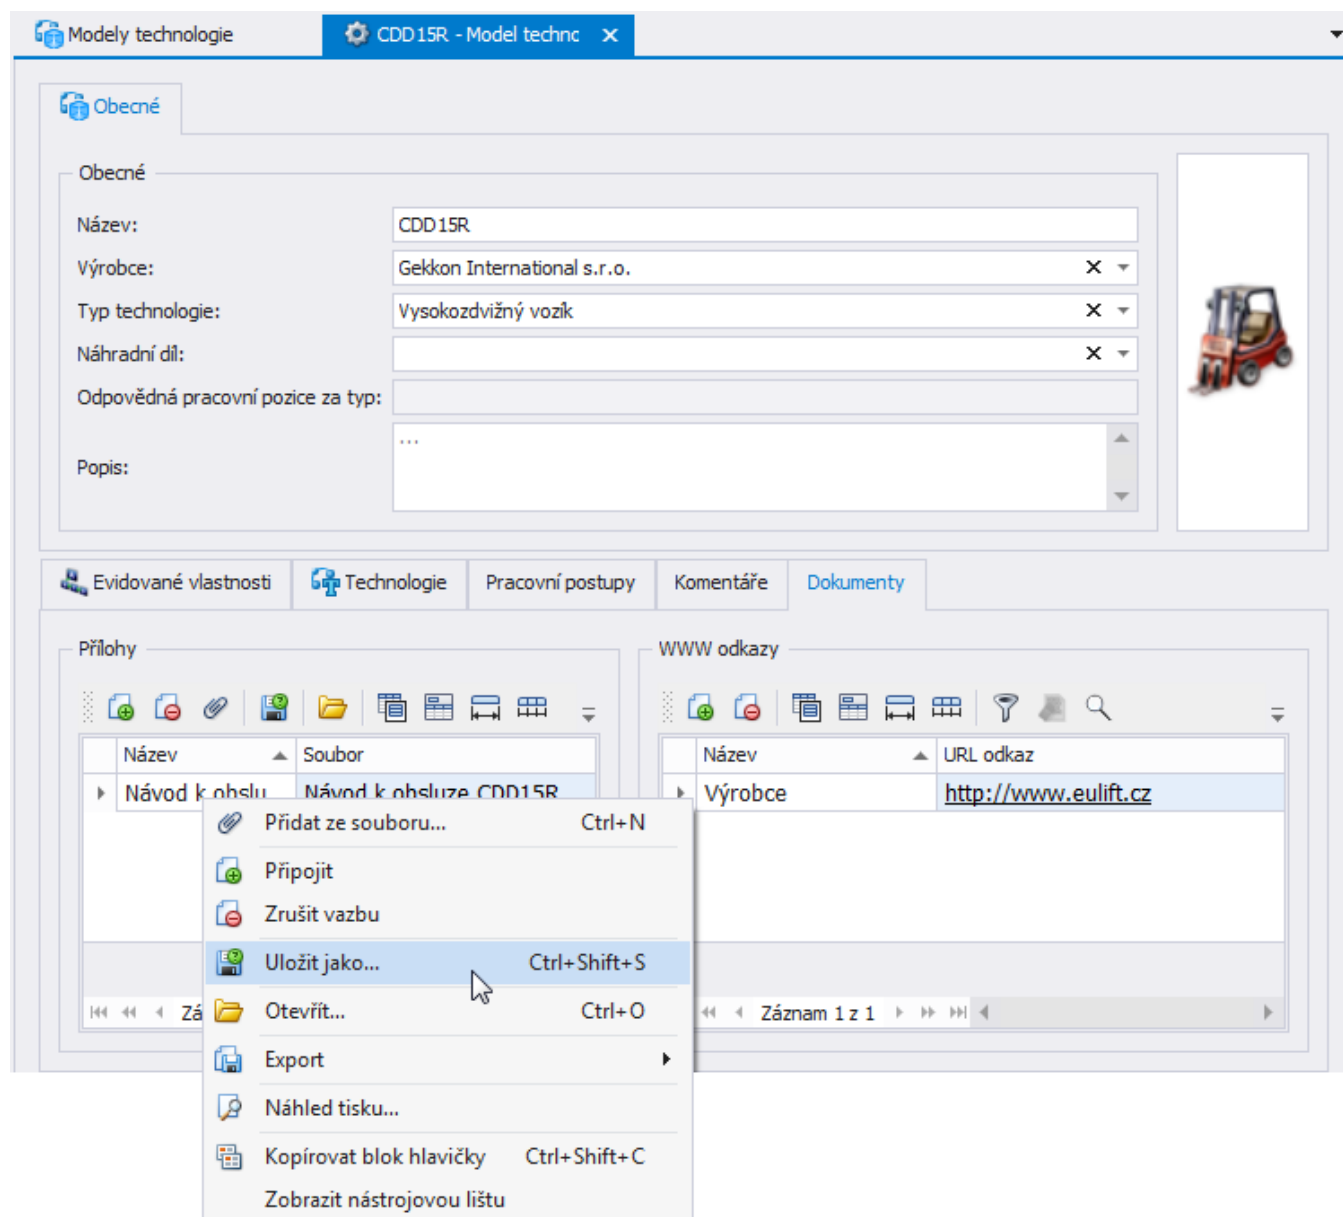 Modely technologie
CDD15R - Model techno
Obecné
Obecné
Název: CDD15R
Výrobce: Gekkon International s.r.o.
Typ technologie: Vysokozdvižný vozík
Náhradní díl:
Odpovědná pracovní pozice za typ:
Popis: ...
Evidované vlastnosti
Technologie
Pracovní postupy
Komentáře
Dokumenty
Přílohy
Název Soubor
Návod k obslu Návod k obsluze CDD15R
WWW odkazy
Název URL odkaz
Výrobce http://www.eulift.cz
Zá
Záznam 1 z 1
Přidat ze souboru... Ctrl+N
Připojit
Zrušit vazbu
Uložit jako... Ctrl+Shift+S
Otevřít... Ctrl+O
Export
Náhled tisku...
Kopírovat blok hlavičky Ctrl+Shift+C
Zobrazit nástrojovou lištu